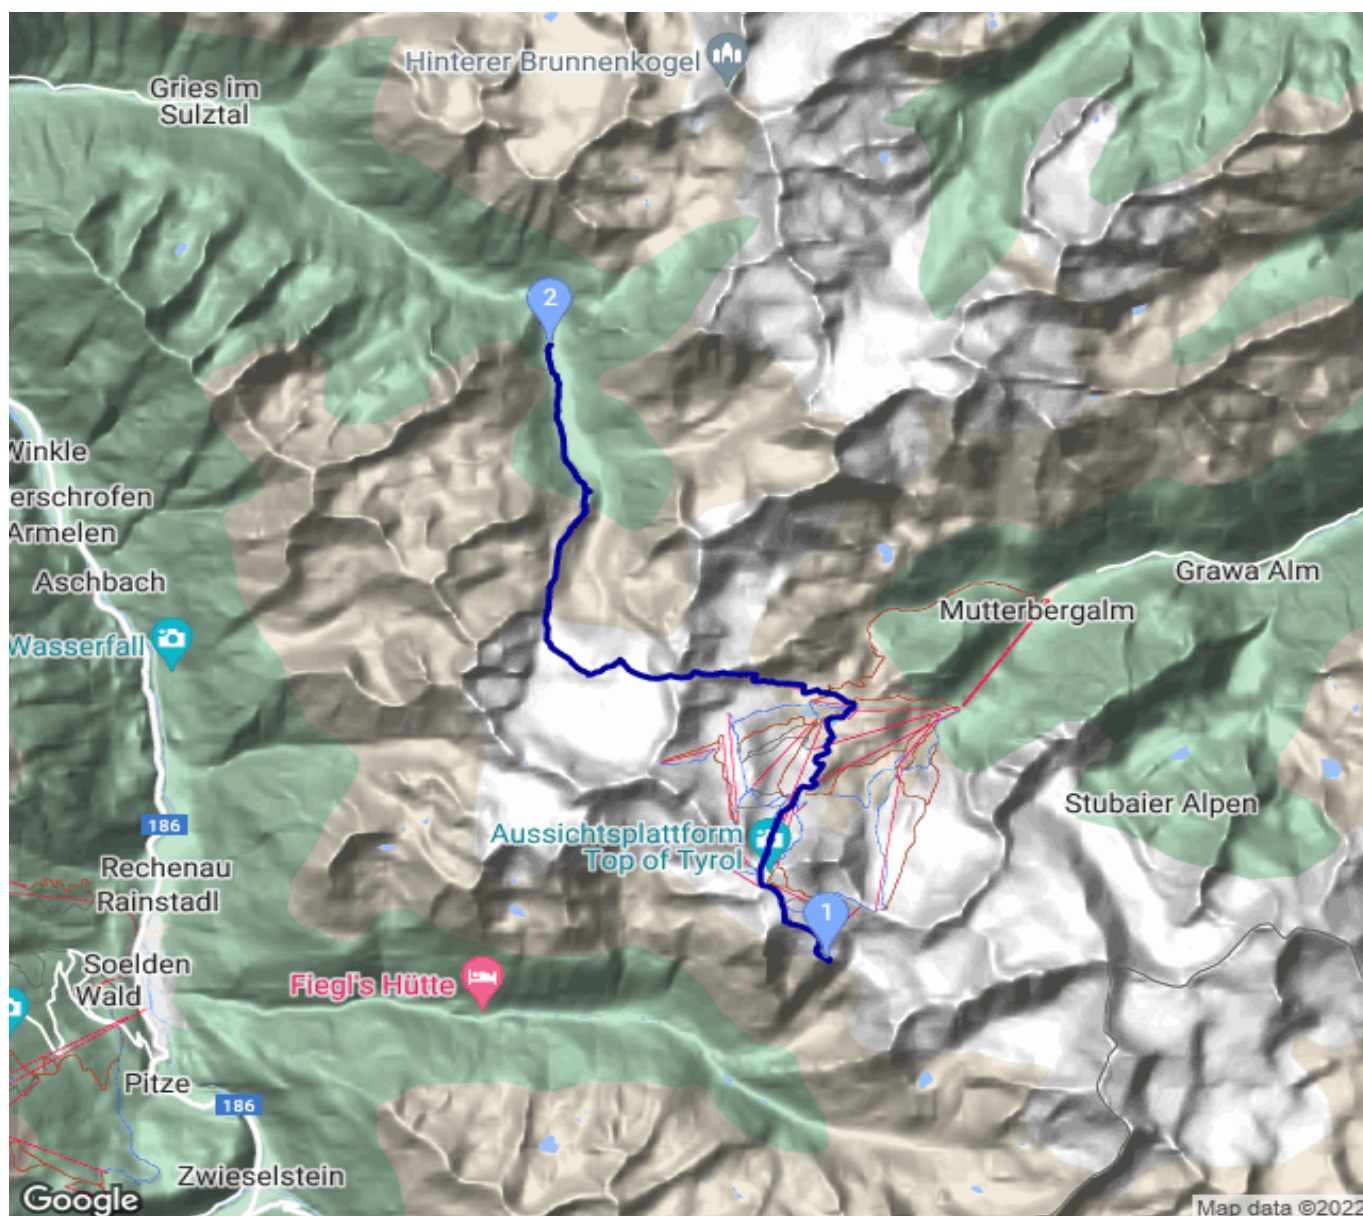 Hinterer Brunnenkogel
Gries im
Sulztal
2
Winkle
erschrofen
Armelen
Aschbach
Grawa Alm
Mutterbergalm
Wasserfall
Stubaier Alpen
186
Aussichtsplattform
Top of Tyrol
Rechenau
Rainstadl
1
Soelden
Wald
Fiegl's Hütte
Pitze
186
Zwieselstein
Google
Map data ©2022